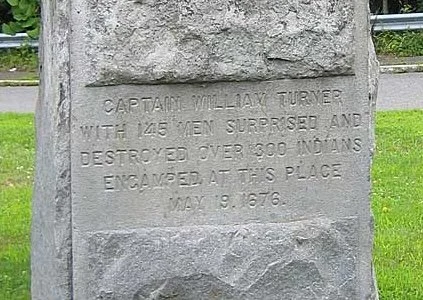 CAPTAIN WILLIAM TURNER
WITH 145 MEN SURPRISED AND
DESTROYED OVER 300 INDIANS
ENCAMPED AT THIS PLACE
MAY 19, 1676.